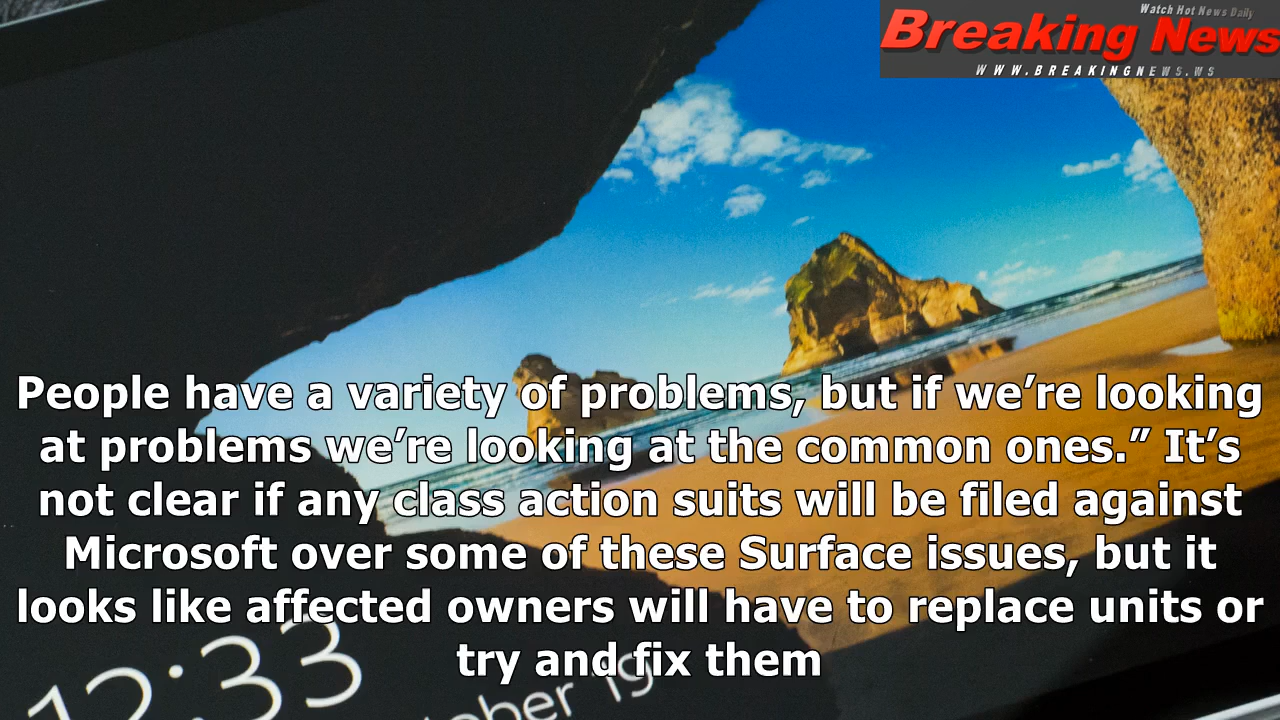 Watch Hot News Daily
Breaking News
WWW.BREAKINGNEWS.WS
People have a variety of problems, but if we’re looking
at problems we’re looking at the common ones.” It’s
not clear if any class action suits will be filed against
Microsoft over some of these Surface issues, but it
looks like affected owners will have to replace units or
try and fix them
12:33
ober 19